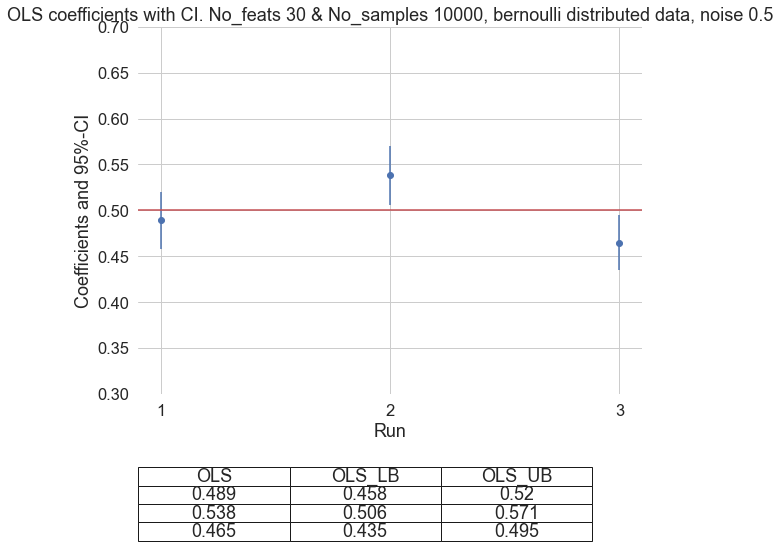 OLS coefficients with CI. No_feats 30 & No_samples 10000, bernoulli distributed data, noise 0.5
0.70
0.65
0.60
0.55
0.50
0.45
0.40
0.35
0.30
Coefficients and 95%-CI
1 2 3
Run
OLS OLS_LB OLS_UB
0.489 0.458 0.52
0.538 0.506 0.571
0.465 0.435 0.495